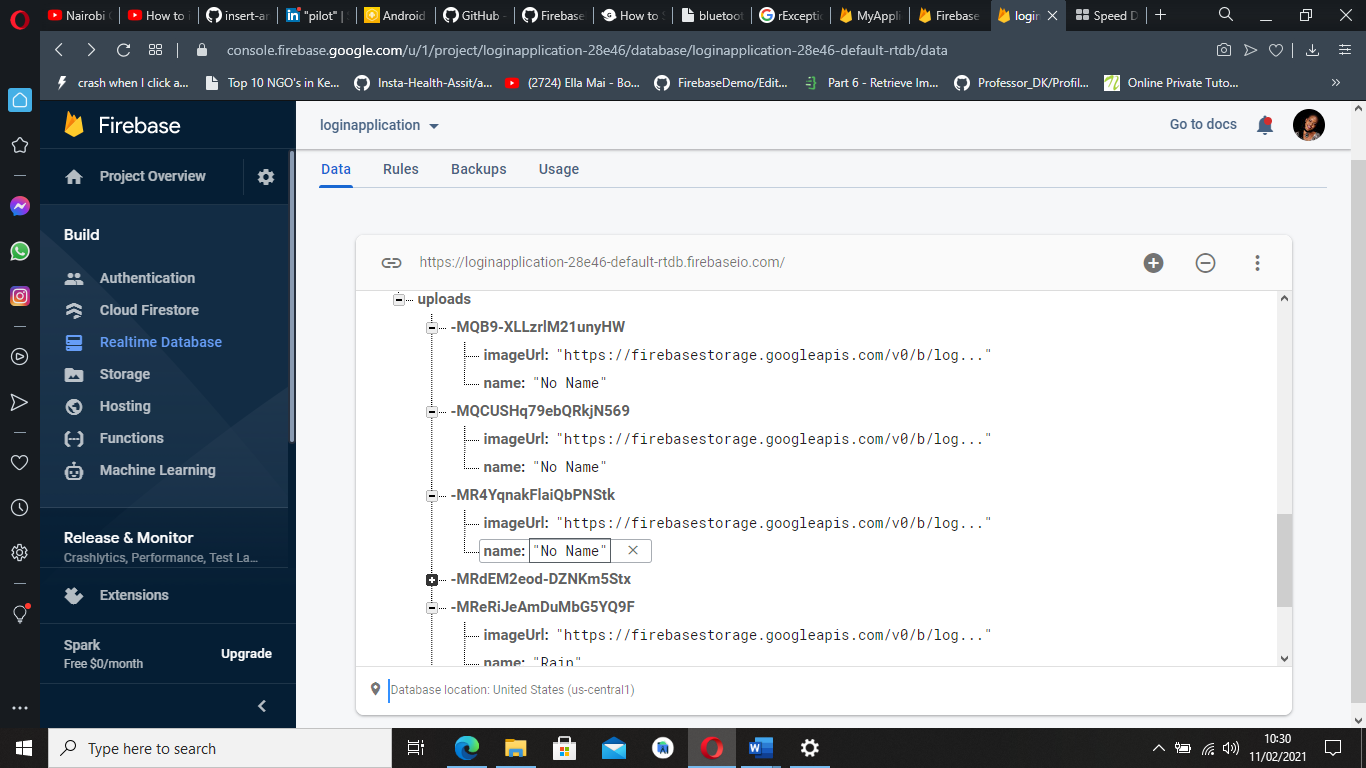 Nairobi
How to i
insert-ar
"pilot" | S
Android
GitHub -
Firebase
How to S
bluetoot
rExceptic
MyAppli
Firebase
login
Speed D
console.firebase.google.com/u/1/project/loginapplication-28e46/database/loginapplication-28e46-default-rtdb/data
crash when I click a...
Top 10 NGO's in Ke...
Insta-Health-Assit/a...
(2724) Ella Mai - Bo...
FirebaseDemo/Edit...
Part 6 - Retrieve Im...
Professor_DK/Profil...
Online Private Tuto...
»
Firebase
loginapplication
Go to docs
Project Overview
Data
Rules
Backups
Usage
Build
Authentication
Cloud Firestore
Realtime Database
Storage
Hosting
Functions
Machine Learning
Release & Monitor
Crashlytics, Performance, Test La...
Extensions
Spark
Free $0/month
Upgrade
https://loginapplication-28e46-default-rtdb.firebaseio.com/
uploads
-MQB9-XLLzrlM21unyHW
imageUrl: "https://firebasestorage.googleapis.com/v0/b/log..."
name: "No Name"
-MQCUSHq79ebQRkjN569
imageUrl: "https://firebasestorage.googleapis.com/v0/b/log..."
name: "No Name"
-MR4YqnakFlaiQbPNStk
imageUrl: "https://firebasestorage.googleapis.com/v0/b/log..."
name: "No Name"
-MRdEM2eod-DZNKm5Stx
-MReRiJeAmDuMbG5YQ9F
imageUrl: "https://firebasestorage.googleapis.com/v0/b/log..."
name: "Rain"
Database location: United States (us-central1)
Type here to search
10:30
11/02/2021